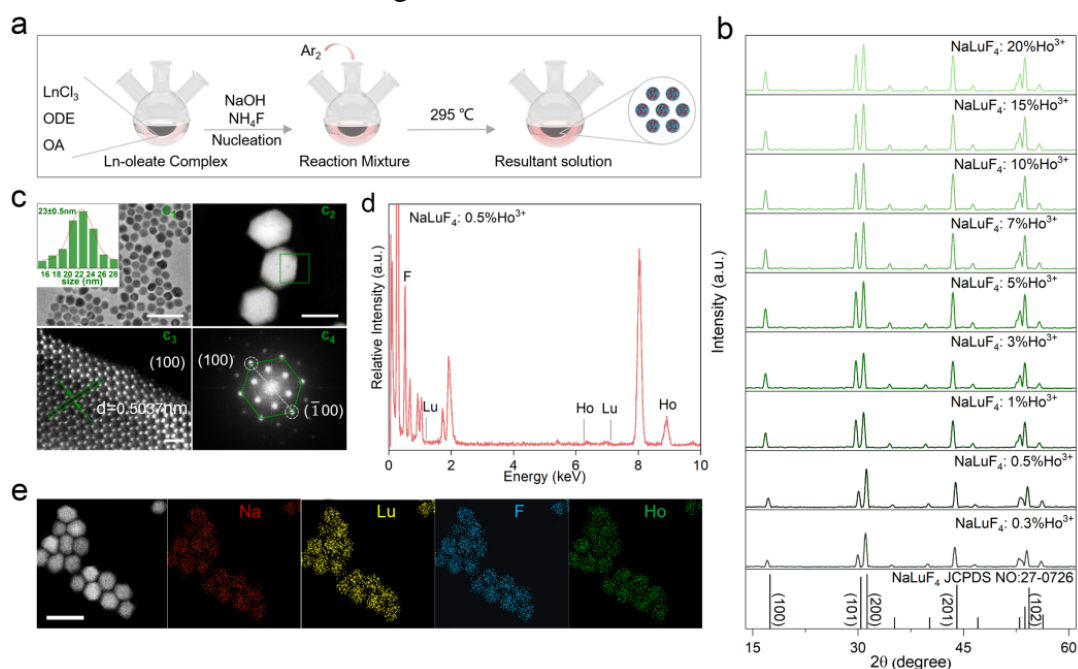 a
LnCl₃
ODE
OA
Ln-oleate Complex
NaOH
NH₄F
Nucleation
Ar₂
Reaction Mixture
295 ℃
Resultant solution
b
NaLuF₄: 20%Ho³⁺
NaLuF₄: 15%Ho³⁺
NaLuF₄: 10%Ho³⁺
NaLuF₄: 7%Ho³⁺
NaLuF₄: 5%Ho³⁺
NaLuF₄: 3%Ho³⁺
NaLuF₄: 1%Ho³⁺
NaLuF₄: 0.5%Ho³⁺
NaLuF₄: 0.3%Ho³⁺
NaLuF₄ JCPDS NO:27-0726
(100)
(101)
(200)
(201)
(102)
15 30 45 60
2θ (degree)
Intensity (a.u.)
c
c₁
23±0.5nm
16 18 20 22 24 26 28
size (nm)
c₂
c₃
(100)
d=0.5037nm
c₄
(100)
(1̄00)
d
NaLuF₄: 0.5%Ho³⁺
F
Lu
Ho
Lu
Ho
0 2 4 6 8 10
Energy (keV)
Relative Intensity (a.u.)
e
Na
Lu
F
Ho